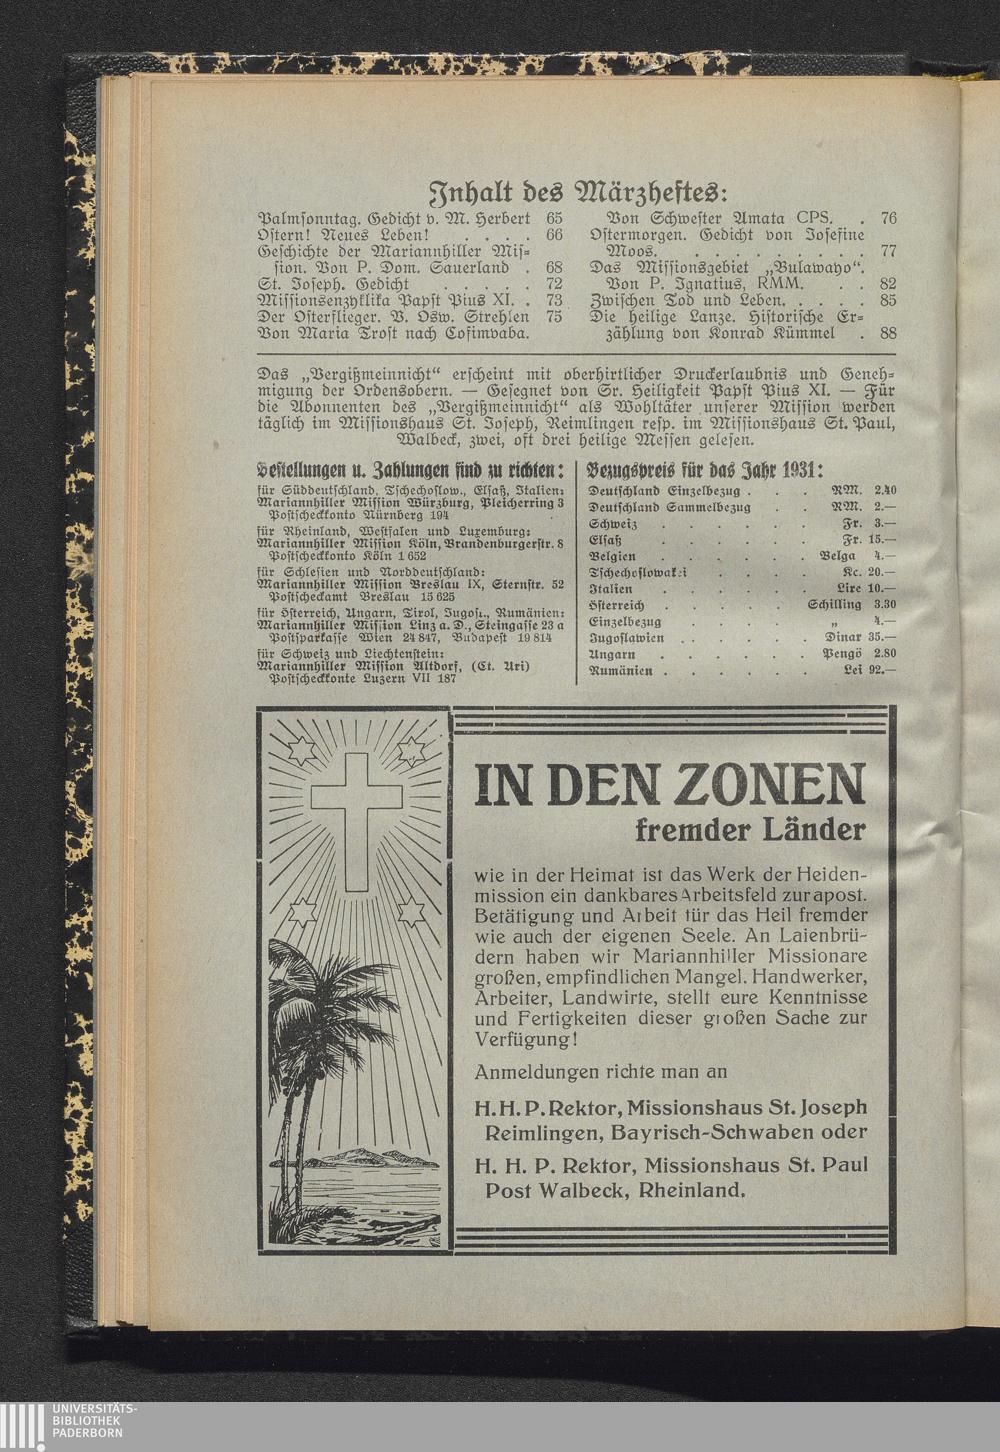 Inhalt des Märzheftes:
Palmsonntag. Gedicht v. M. Herbert 65
Ostern! Neues Leben! . . . . 66
Geschichte der Mariannhiller Mis-
sion. Von P. Dom. Sauerland . 68
St. Joseph. Gedicht . . . . . 72
Missionsenzyklika Papst Pius XI. . 73
Der Osterflieger. V. Osw. Strehlen 75
Von Maria Trost nach Cofimvaba.
Von Schwester Amata CPS. . 76
Ostermorgen. Gedicht von Josefine
Moos. . . . . . . . . . 77
Das Missionsgebiet „Bulawayo“.
Von P. Ignatius, RMM. . . 82
Zwischen Tod und Leben. . . . . 85
Die heilige Lanze. Historische Er-
zählung von Konrad Kümmel . 88
Das „Vergißmeinnicht“ erscheint mit oberhirtlicher Druckerlaubnis und Geneh-
migung der Ordensobern. — Gesegnet von Sr. Heiligkeit Papst Pius XI. — Für
die Abonnenten des „Vergißmeinnicht“ als Wohltäter unserer Mission werden
täglich im Missionshaus St. Joseph, Reimlingen resp. im Missionshaus St. Paul,
Walbeck, zwei, oft drei heilige Messen gelesen.
Bestellungen u. Zahlungen sind zu richten:
für Süddeutschland, Tschechoslow., Elsaß, Italien:
Mariannhiller Mission Würzburg, Pleicherring 3
Postscheckkonto Nürnberg 194
für Rheinland, Westfalen und Luxemburg:
Mariannhiller Mission Köln, Brandenburgerstr. 8
Postscheckkonto Köln 1 652
für Schlesien und Norddeutschland:
Mariannhiller Mission Breslau IX, Sternstr. 52
Postscheckamt Breslau 15 625
für Österreich, Ungarn, Tirol, Jugosl., Rumänien:
Mariannhiller Mission Linz a. D., Steingasse 23 a
Postsparkasse Wien 24 847, Budapest 19 814
für Schweiz und Liechtenstein:
Mariannhiller Mission Altdorf, (Ct. Uri)
Postscheckkonte Luzern VII 187
Bezugspreis für das Jahr 1931:
Deutschland Einzelbezug . . . RM. 2.40
Deutschland Sammelbezug . . RM. 2.—
Schweiz . . . . . . Fr. 3.—
Elsaß . . . . . . Fr. 15.—
Belgien . . . . . Belga 4.—
Tschechoslowakei . . . . Kc. 20.—
Italien . . . . . . Lire 10.—
Österreich . . . . . Schilling 3.30
Einzelbezug . . . . . „ 4.—
Jugoslawien . . . . . Dinar 35.—
Ungarn . . . . . . Pengö 2.80
Rumänien . . . . . . Lei 92.—
IN DEN ZONEN
fremder Länder
wie in der Heimat ist das Werk der Heiden-
mission ein dankbares Arbeitsfeld zur apost.
Betätigung und Arbeit für das Heil fremder
wie auch der eigenen Seele. An Laienbrü-
dern haben wir Mariannhiller Missionare
großen, empfindlichen Mangel. Handwerker,
Arbeiter, Landwirte, stellt eure Kenntnisse
und Fertigkeiten dieser großen Sache zur
Verfügung!
Anmeldungen richte man an
H. H. P. Rektor, Missionshaus St. Joseph
Reimlingen, Bayrisch-Schwaben oder
H. H. P. Rektor, Missionshaus St. Paul
Post Walbeck, Rheinland.
UNIVERSITÄTS-
BIBLIOTHEK
PADERBORN